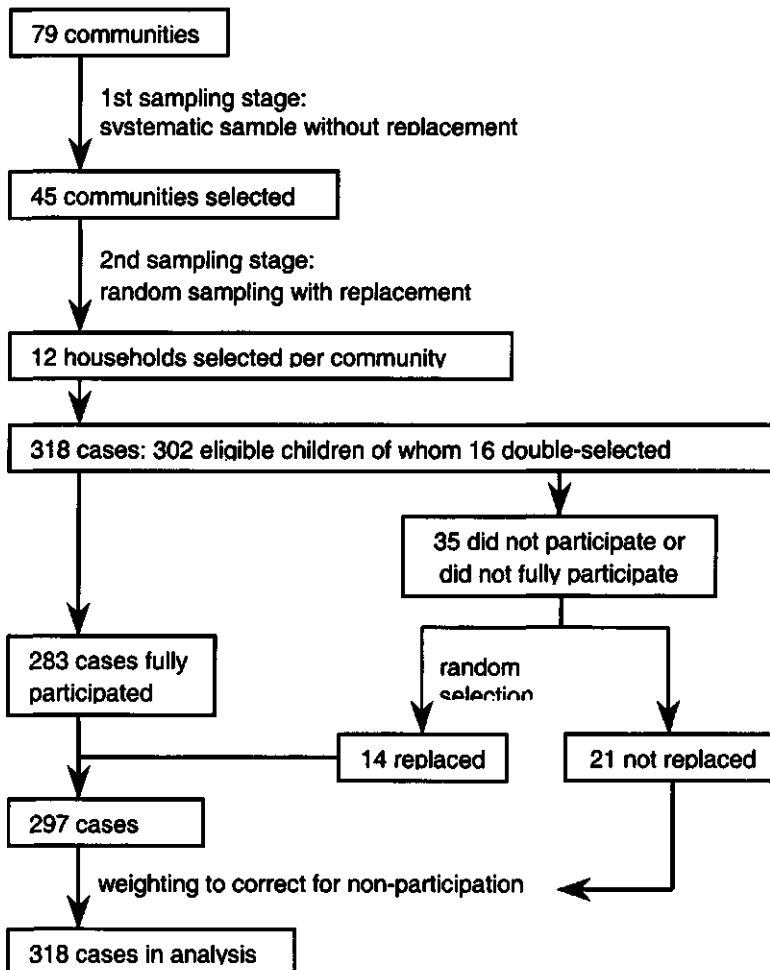 79 communities
1st sampling stage:
systematic sample without replacement
45 communities selected
2nd sampling stage:
random sampling with replacement
12 households selected per community
318 cases: 302 eligible children of whom 16 double-selected
35 did not participate or
did not fully participate
283 cases fully
participated
random
selection
14 replaced
21 not replaced
297 cases
weighting to correct for non-participation
318 cases in analysis